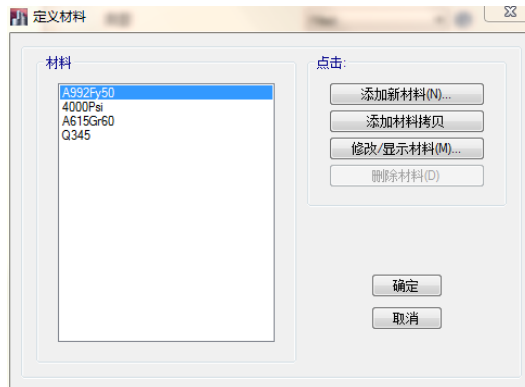 定义材料
材料
A992Fy50
4000Psi
A615Gr60
Q345
点击:
添加新材料(N)...
添加材料拷贝
修改/显示材料(M)...
删除材料(D)
确定
取消